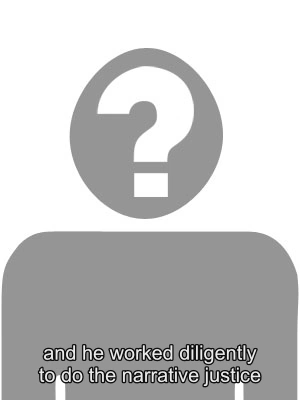 ?
and he worked diligently
to do the narrative justice